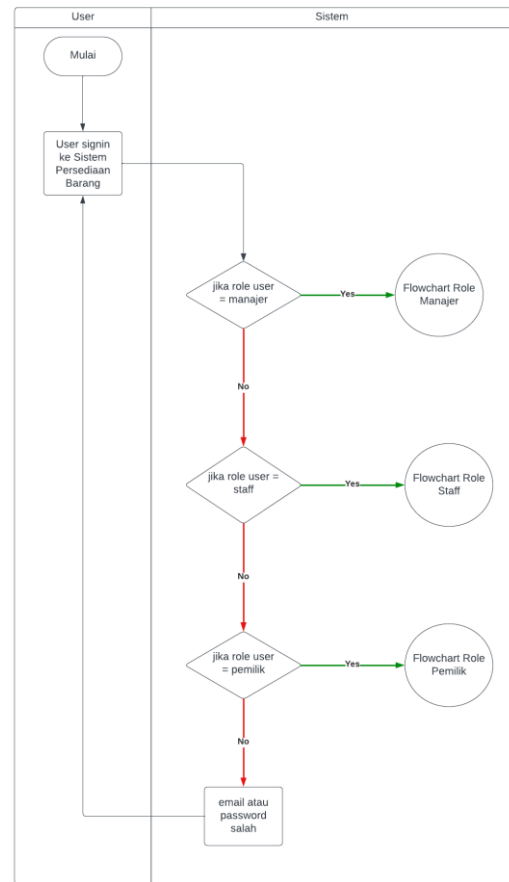 User
Sistem
Mulai
User signin
ke Sistem
Persediaan
Barang
jika role user
= manajer
Yes
Flowchart Role
Manajer
No
jika role user =
staff
Yes
Flowchart Role
Staff
No
jika role user
= pemilik
Yes
Flowchart Role
Pemilik
No
email atau
password
salah